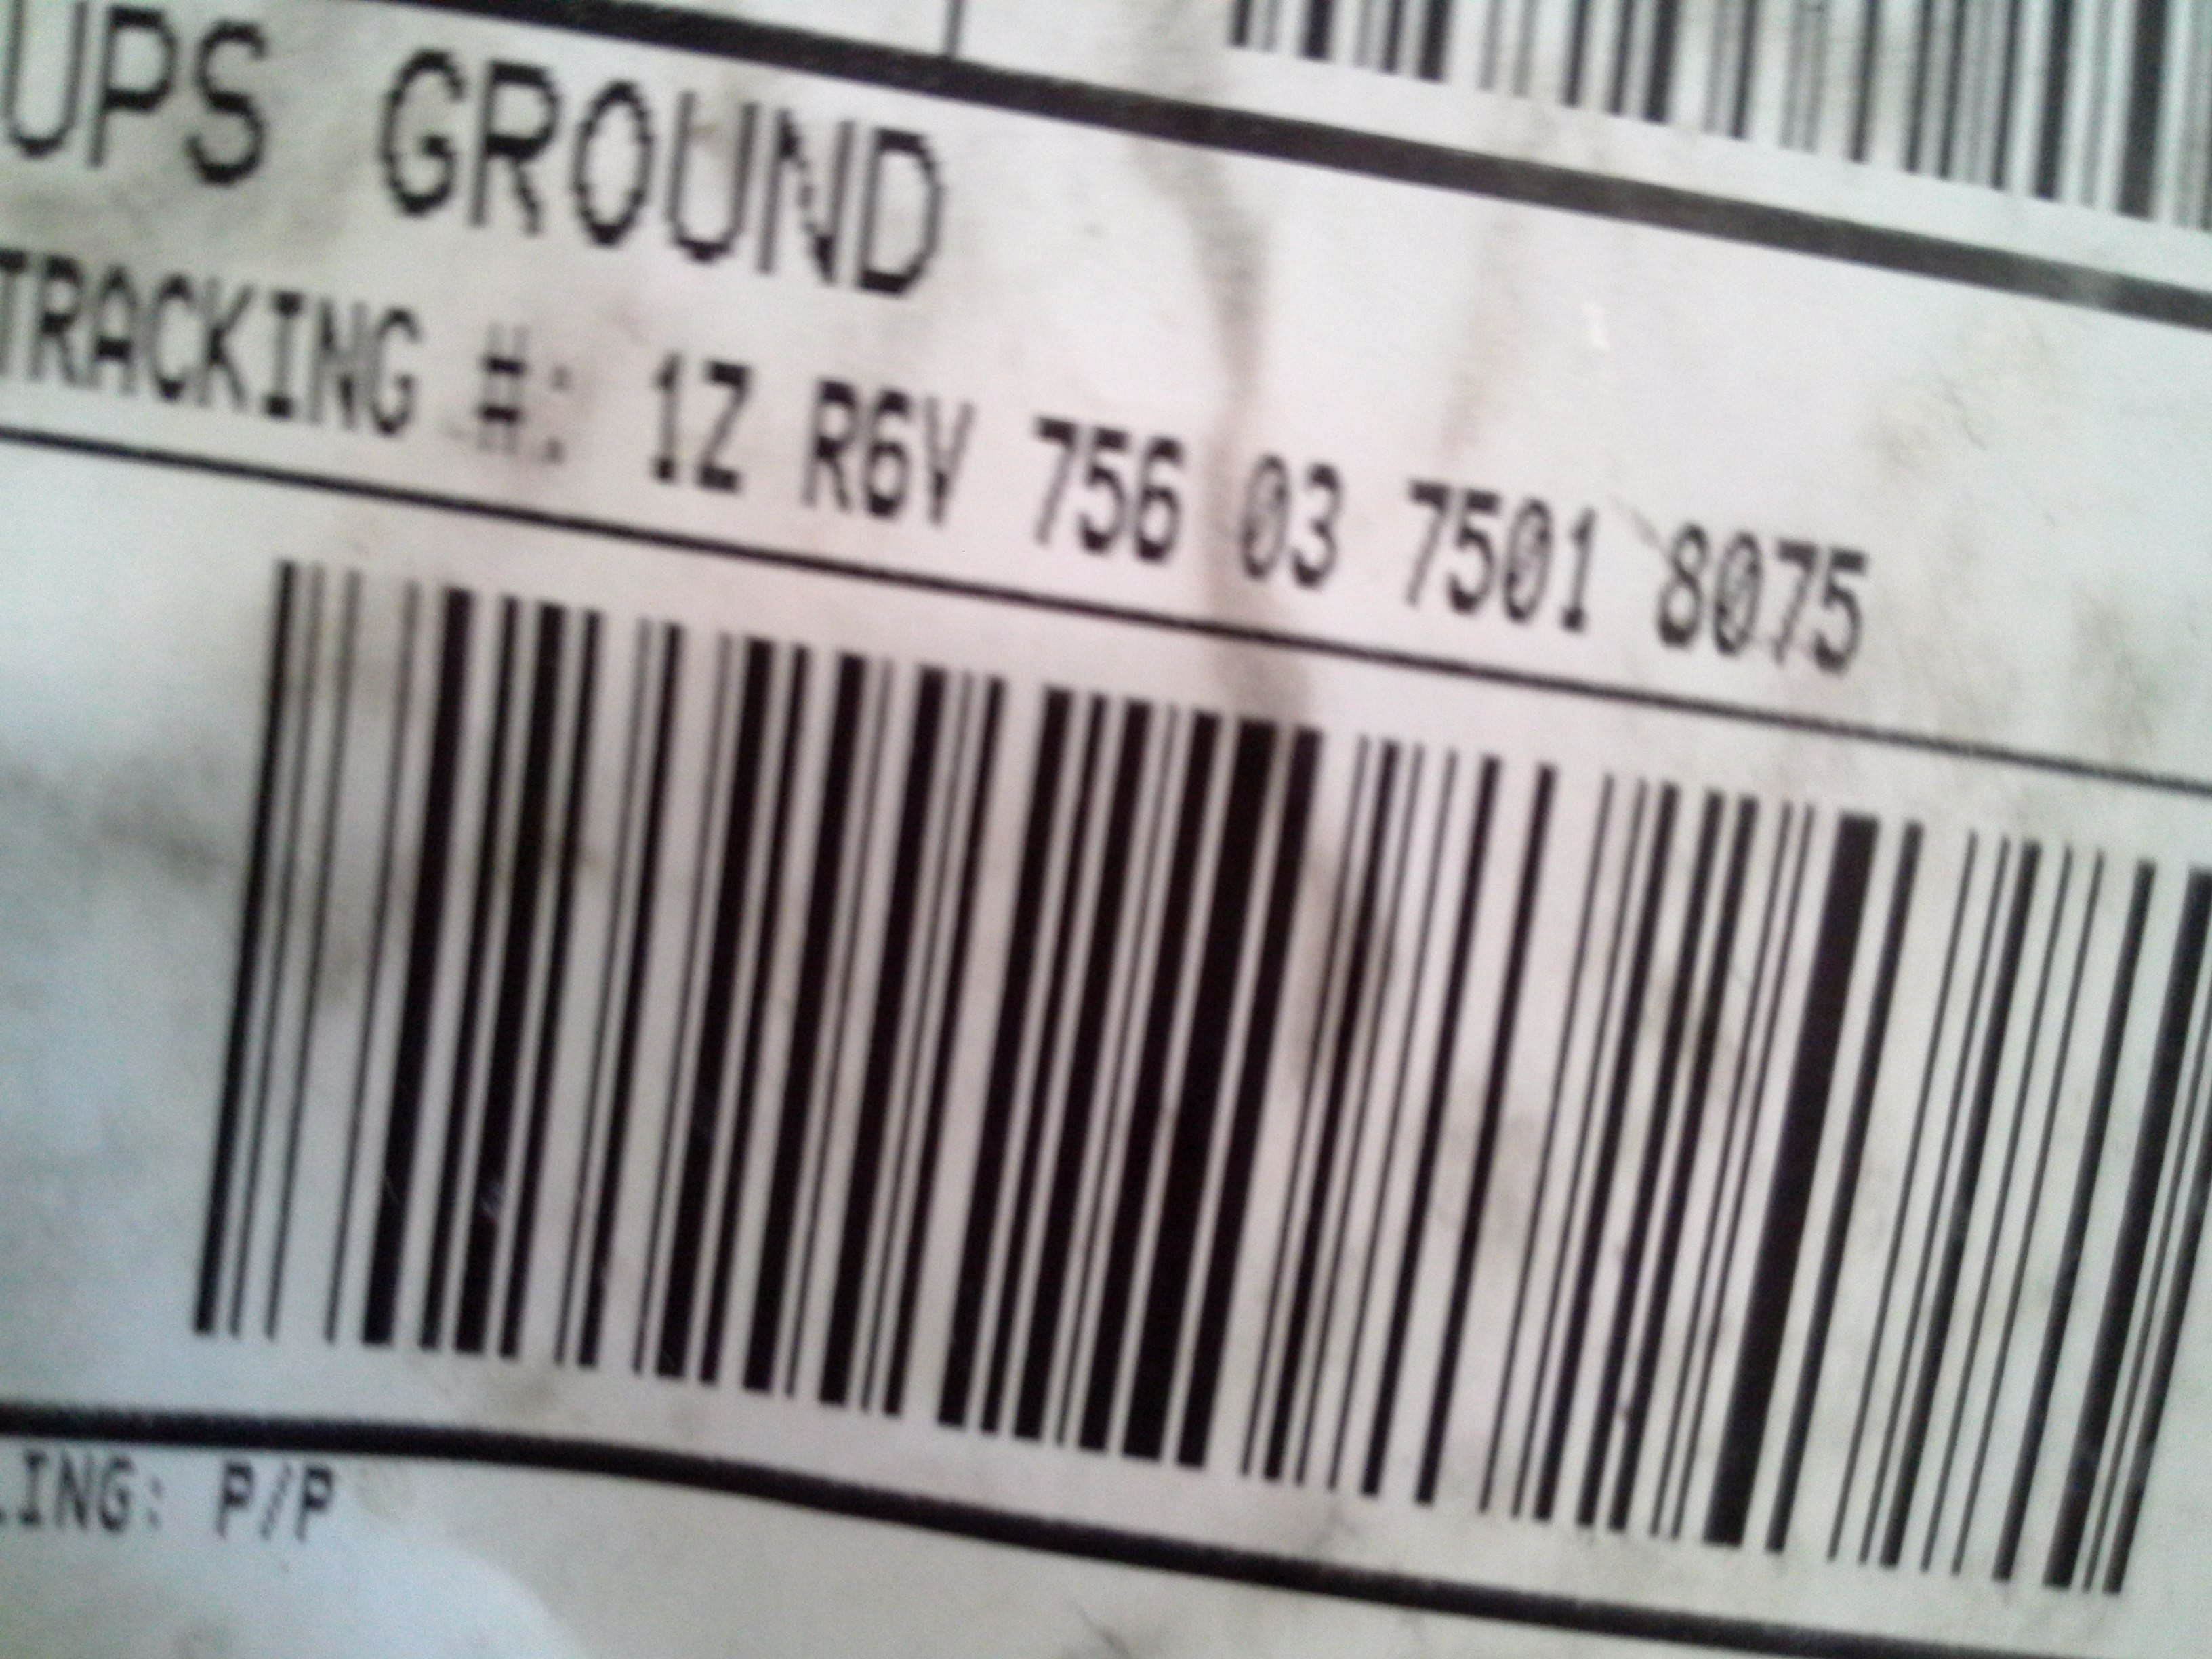 UPS GROUND
TRACKING #: 1Z R6V 756 03 7501 8075
LING: P/P